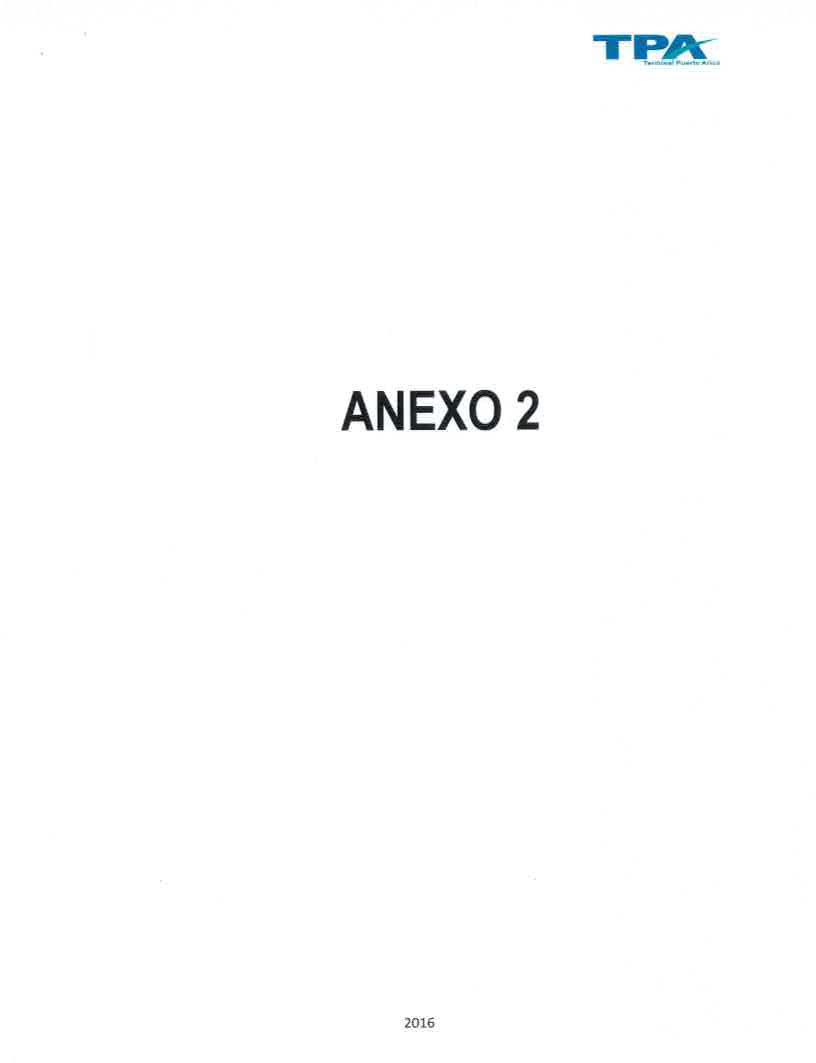 TPA
Terminal Puerto Arica
ANEXO 2
2016